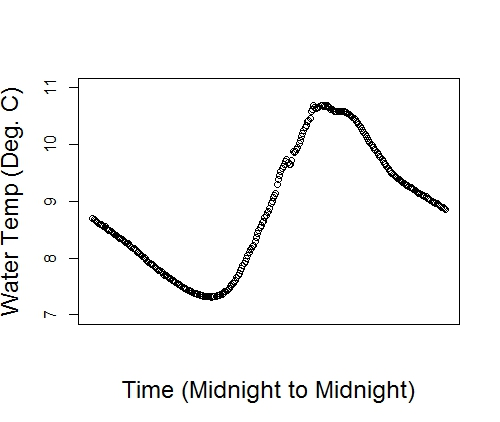 Water Temp (Deg. C)
11
10
9
8
7
Time (Midnight to Midnight)